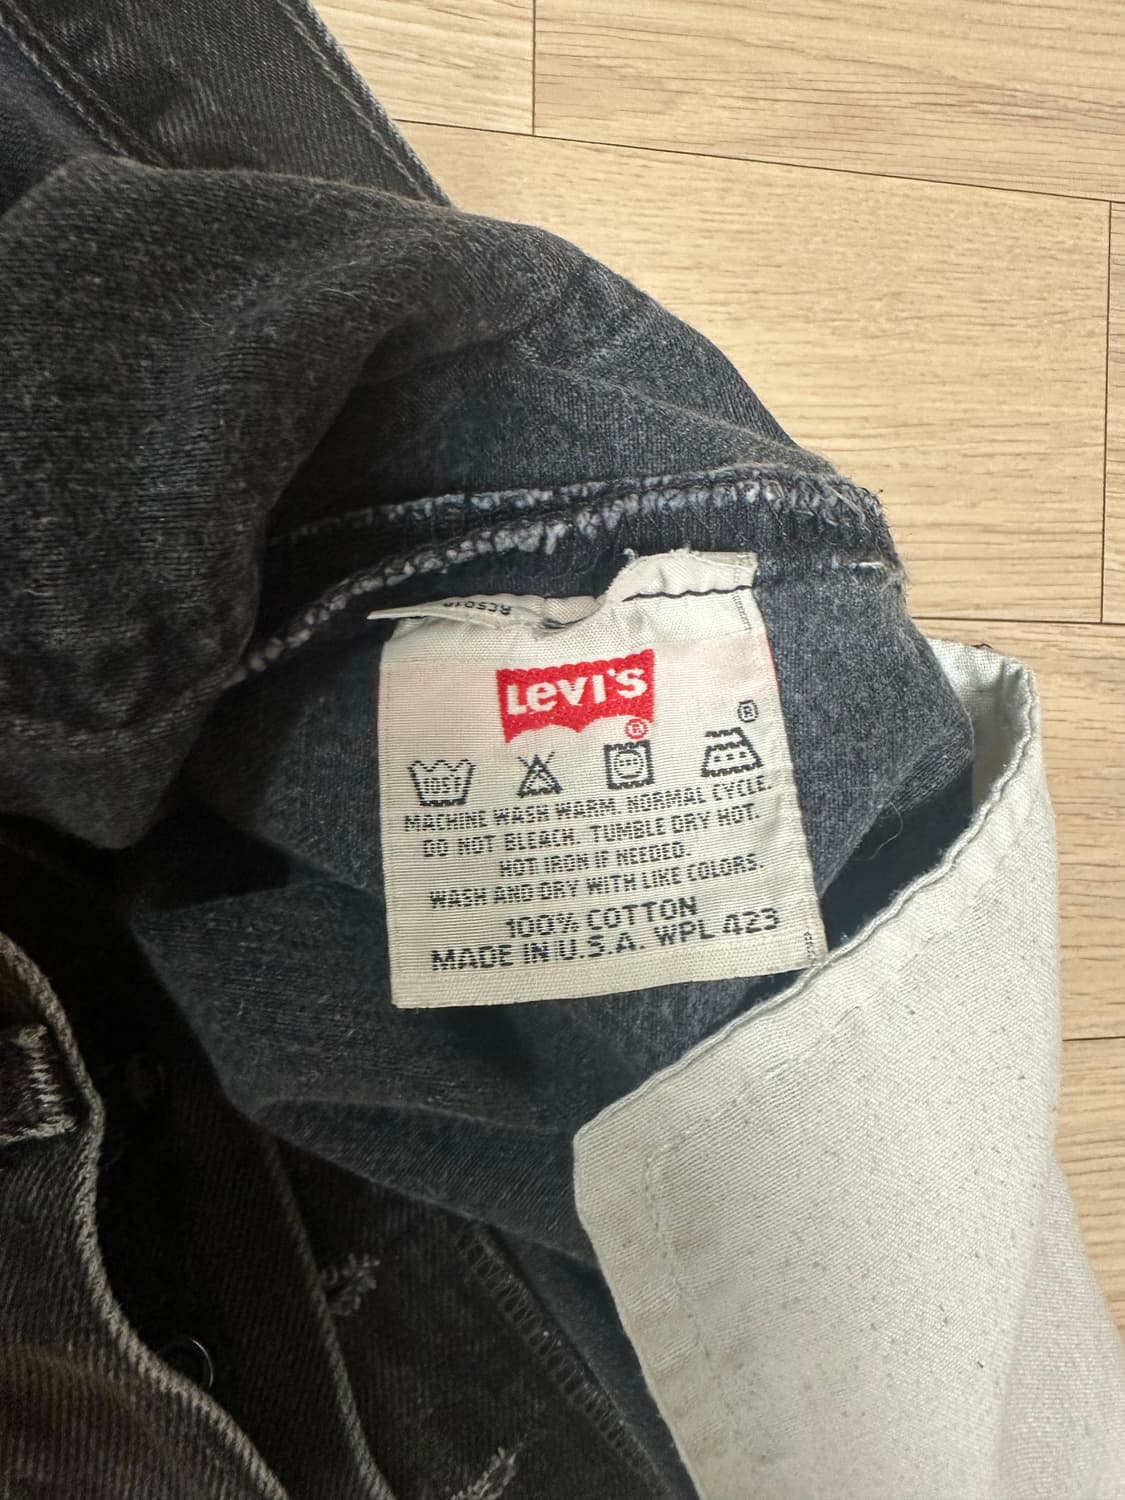 LEVI'S
®
®
105°
MACHINE WASH WARM. NORMAL CYCLE.
DO NOT BLEACH. TUMBLE DRY HOT.
HOT IRON IF NEEDED.
WASH AND DRY WITH LIKE COLORS.
100% COTTON
MADE IN U.S.A. WPL 423